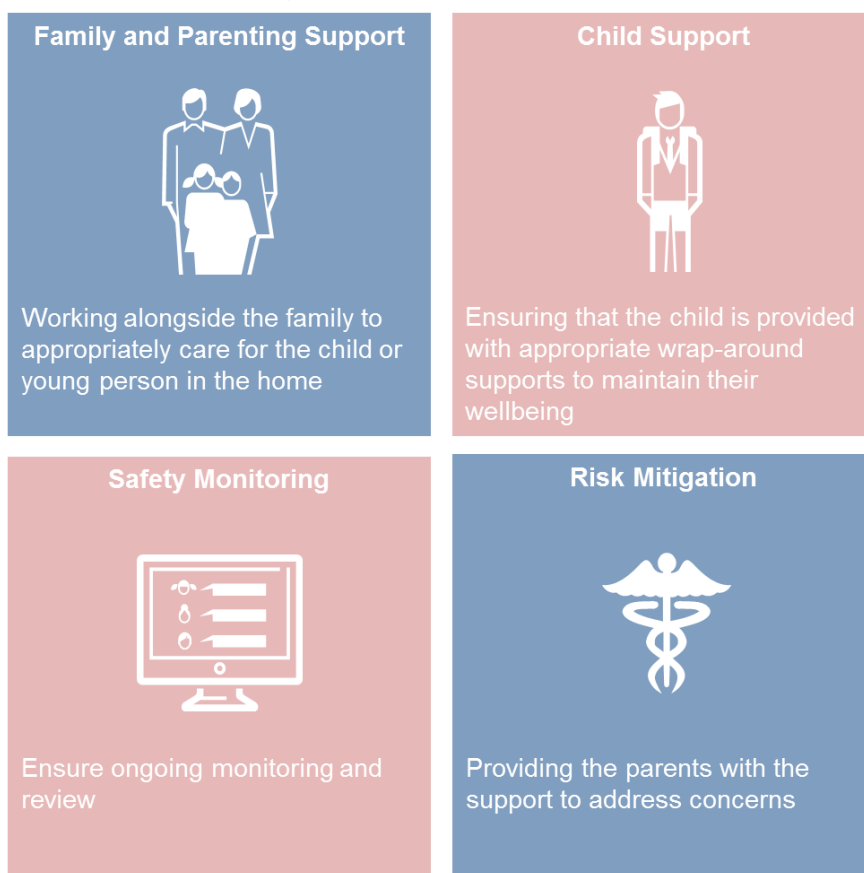 Family and Parenting Support
Working alongside the family to
appropriately care for the child or
young person in the home
Child Support
Ensuring that the child is provided
with appropriate wrap-around
supports to maintain their
wellbeing
Safety Monitoring
Ensure ongoing monitoring and
review
Risk Mitigation
Providing the parents with the
support to address concerns